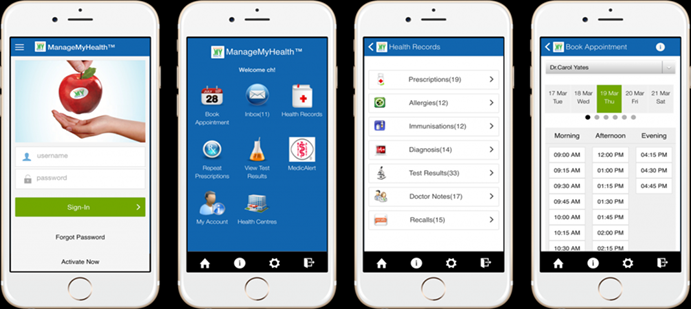 ManageMyHealth™
MY
username
password
Sign-In
Forgot Password
Activate Now
ManageMyHealth™
Welcome ch!
28
Book Appointment
Inbox(11)
Health Records
Repeat Prescriptions
View Test Results
MedicAlert
My Account
Health Centres
Health Records
Prescriptions(19)
Allergies(12)
Immunisations(12)
Diagnosis(14)
Test Results(33)
Doctor Notes(17)
Recalls(15)
Book Appointment
Dr.Carol Yates
17 Mar Tue
18 Mar Wed
19 Mar Thu
20 Mar Fri
21 Mar Sat
Morning
Afternoon
Evening
09:00 AM
12:00 PM
04:15 PM
09:15 AM
01:00 PM
04:30 PM
09:30 AM
01:15 PM
04:45 PM
09:45 AM
01:30 PM
10:00 AM
01:45 PM
10:15 AM
02:00 PM
10:30 AM
02:15 PM